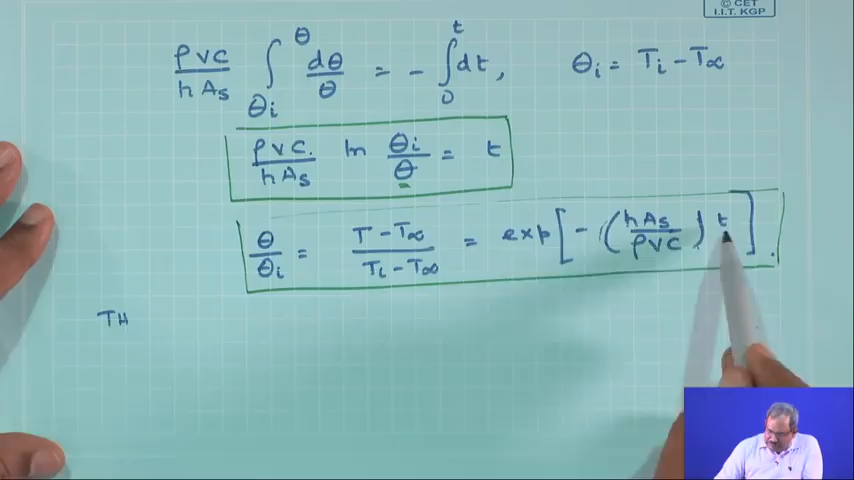 © CET
I.I.T. KGP
ρVC/hAs ∫θi^θ dθ/θ = - ∫0^t dt, θi = Ti - T∞
ρVC./hAs ln θi/θ = t
θ/θi = T - T∞/Ti - T∞ = exp[- (hAs/ρVC) t].
TH